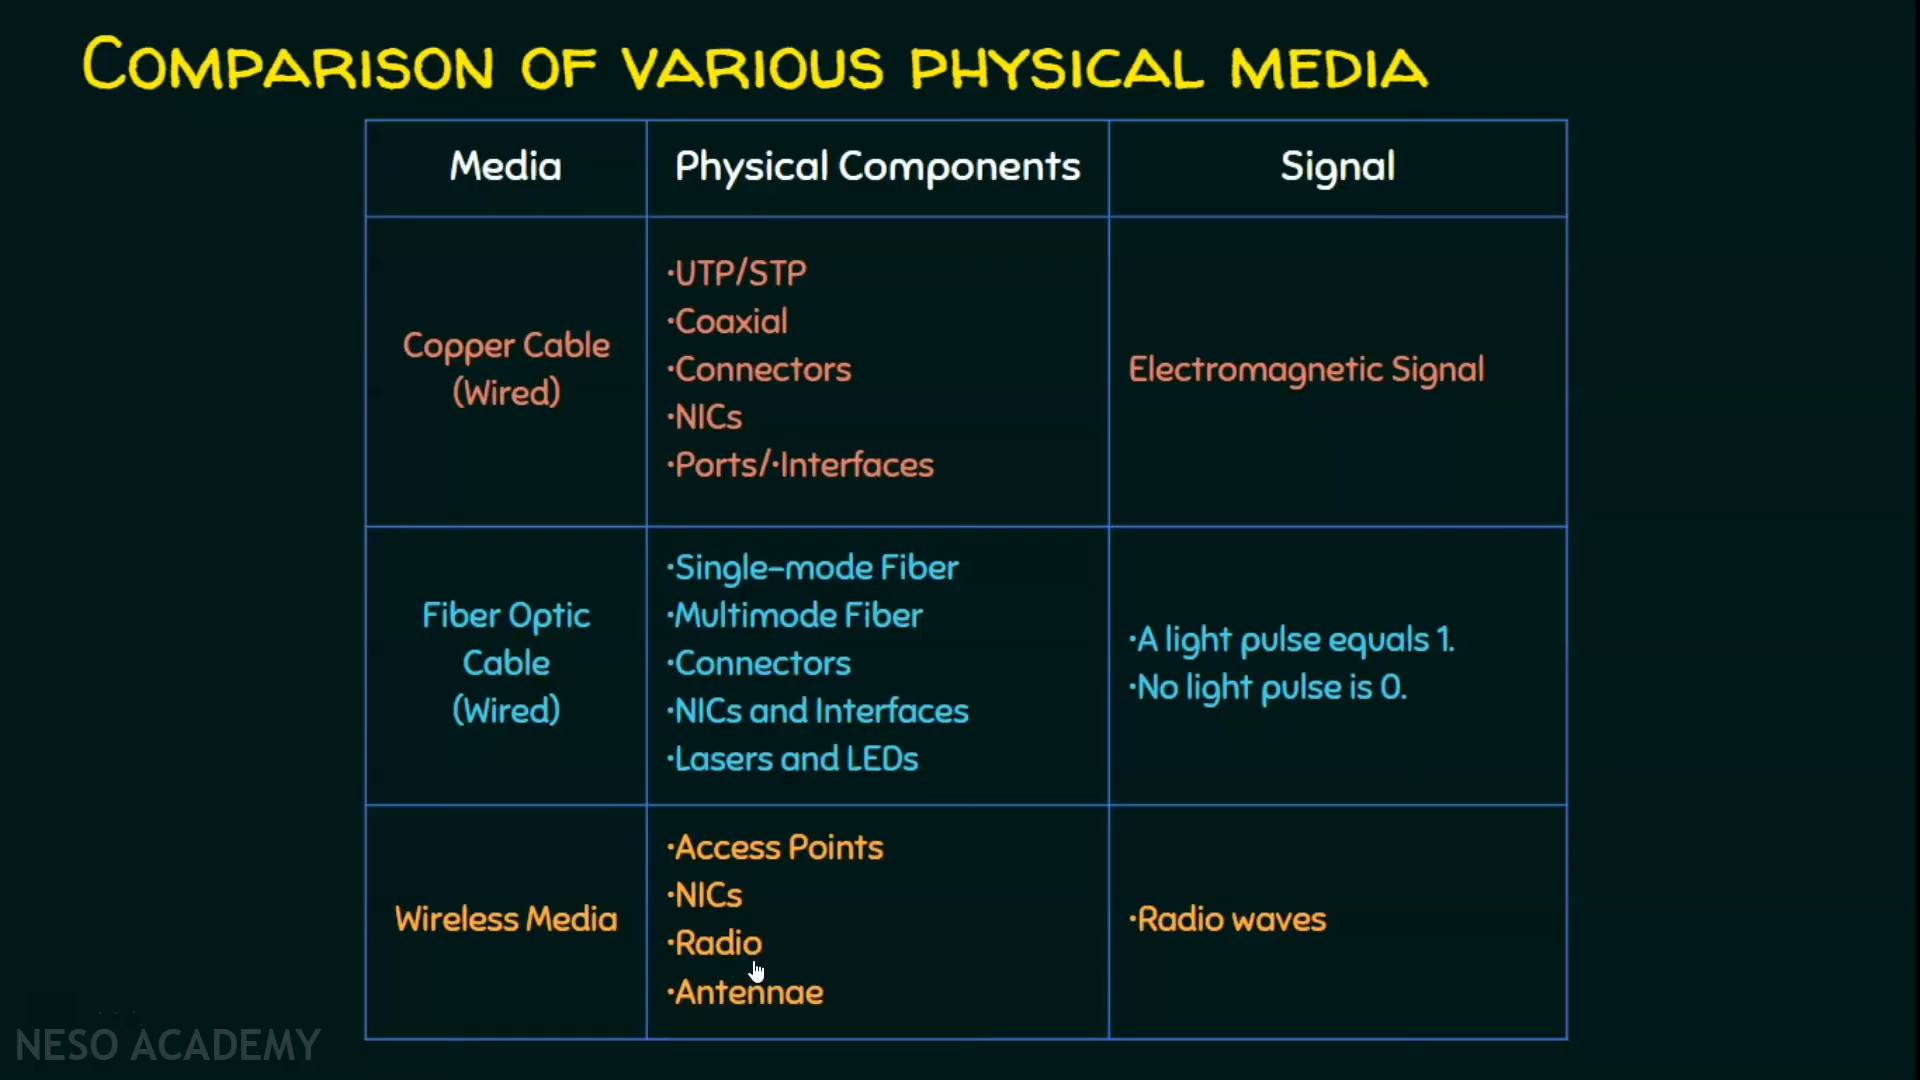 COMPARISON OF VARIOUS PHYSICAL MEDIA
Media
Physical Components
Signal
Copper Cable
(Wired)
·UTP/STP
·Coaxial
·Connectors
·NICs
·Ports/·Interfaces
Electromagnetic Signal
Fiber Optic
Cable
(Wired)
·Single-mode Fiber
·Multimode Fiber
·Connectors
·NICs and Interfaces
·Lasers and LEDs
·A light pulse equals 1.
·No light pulse is 0.
Wireless Media
·Access Points
·NICs
·Radio
·Antennae
·Radio waves
NESO ACADEMY